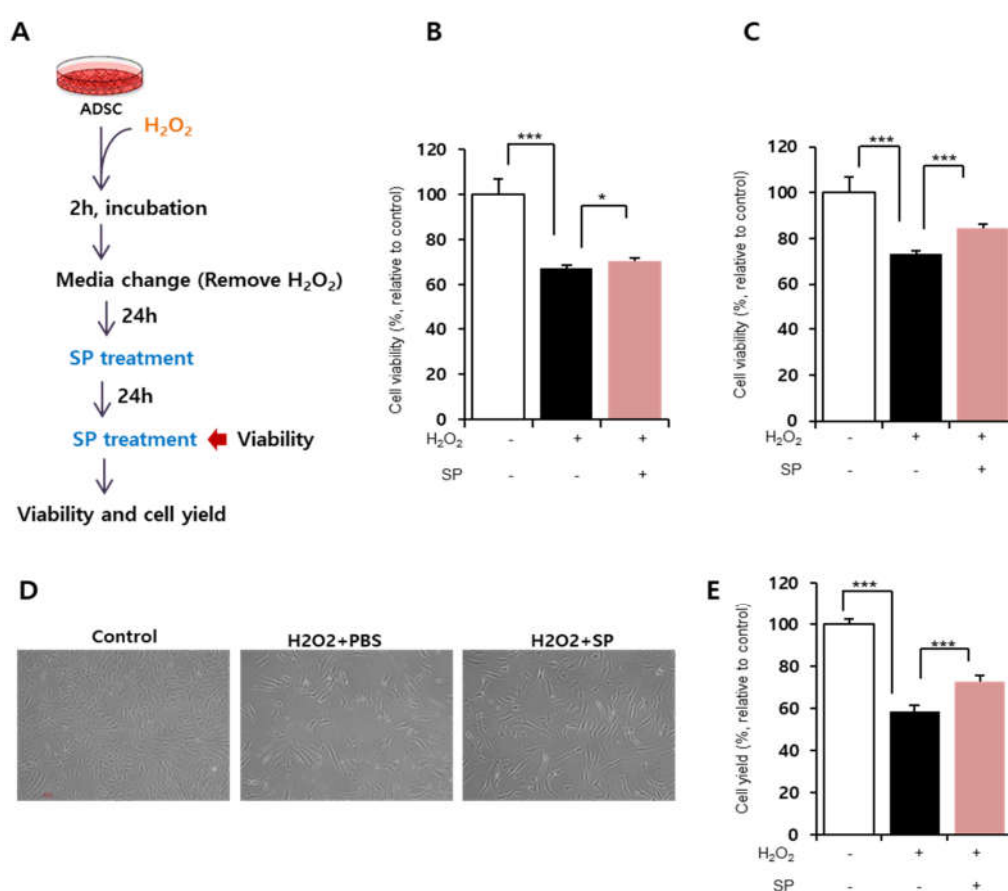 A
ADSC
H₂O₂
2h, incubation
Media change (Remove H₂O₂)
24h
SP treatment
24h
SP treatment
Viability
Viability and cell yield
B
Cell viability (%, relative to control)
120
100
80
60
40
20
0
***
*
H₂O₂ - + +
SP - - +
C
Cell viability (%, relative to control)
120
100
80
60
40
20
0
***
***
H₂O₂ - + +
SP - - +
D
Control
H2O2+PBS
H2O2+SP
E
Cell yield (%, relative to control)
120
100
80
60
40
20
0
***
***
H₂O₂ - + +
SP - - +